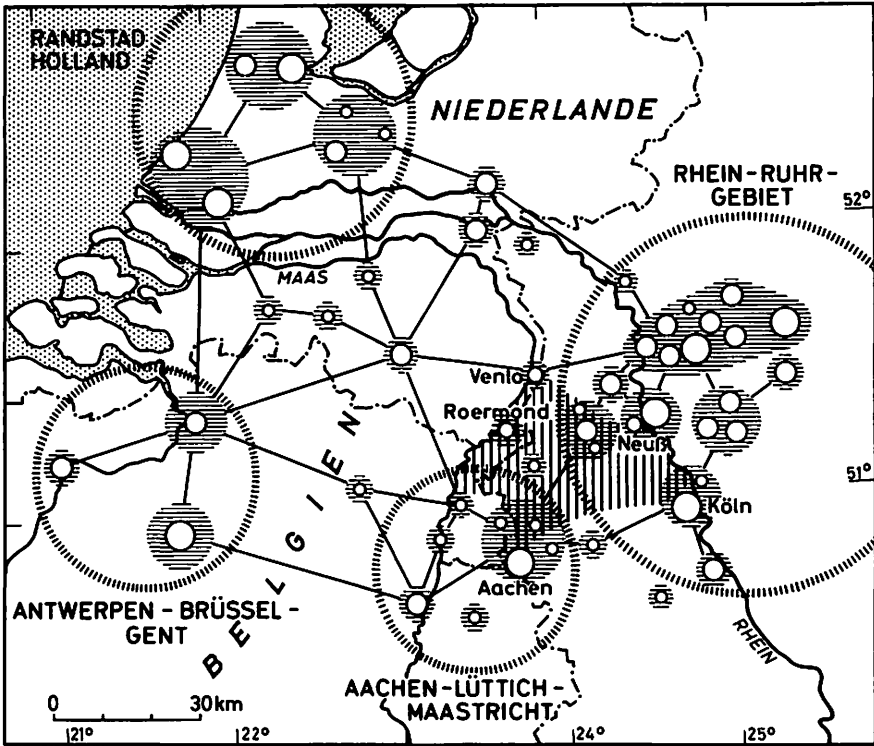 RANDSTAD
HOLLAND
NIEDERLANDE
RHEIN-RUHR-
GEBIET
52°
MAAS
Venlo
Roermond
Neuß
51°
Köln
BELGIEN
Aachen
ANTWERPEN-BRÜSSEL-
GENT
RHEIN
AACHEN-LÜTTICH-
MAASTRICHT
0 30km
21° 22° 24° 25°